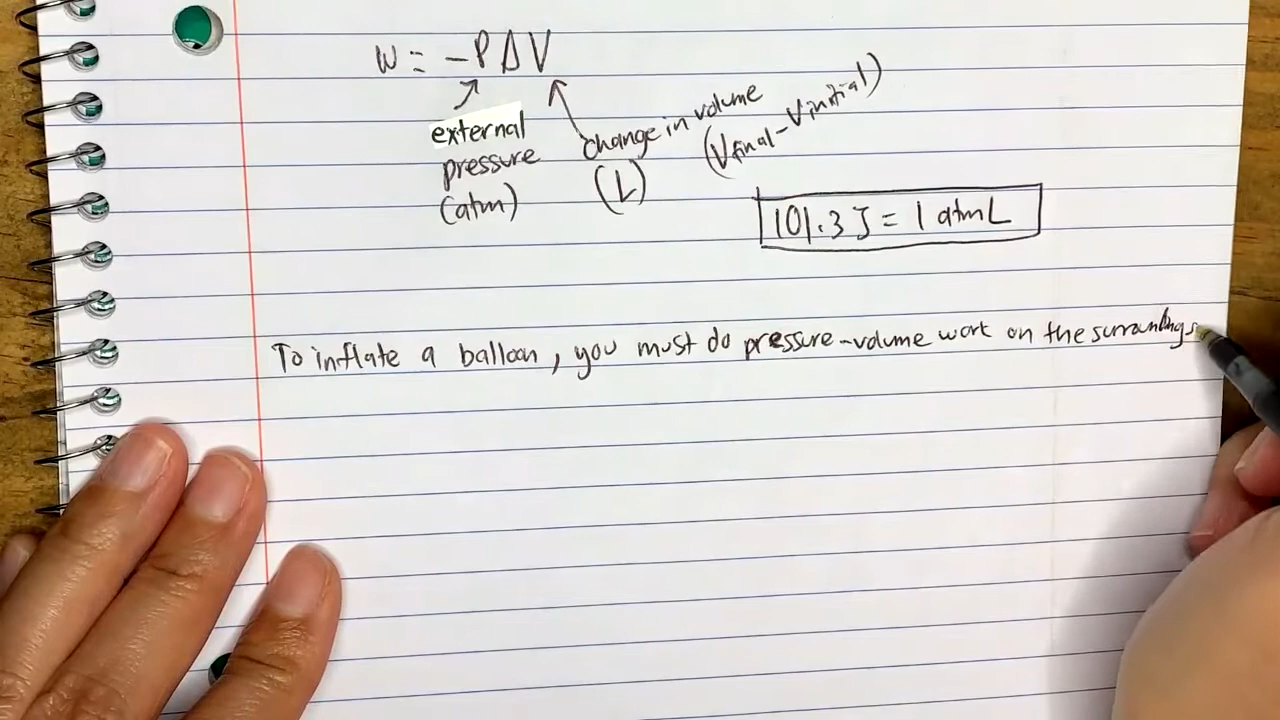 w = -PΔV
external pressure (atm)
change in volume (L)
(Vfinal - Vinitial)
101.3 J = 1 atm L
To inflate a balloon, you must do pressure-volume work on the surroundings